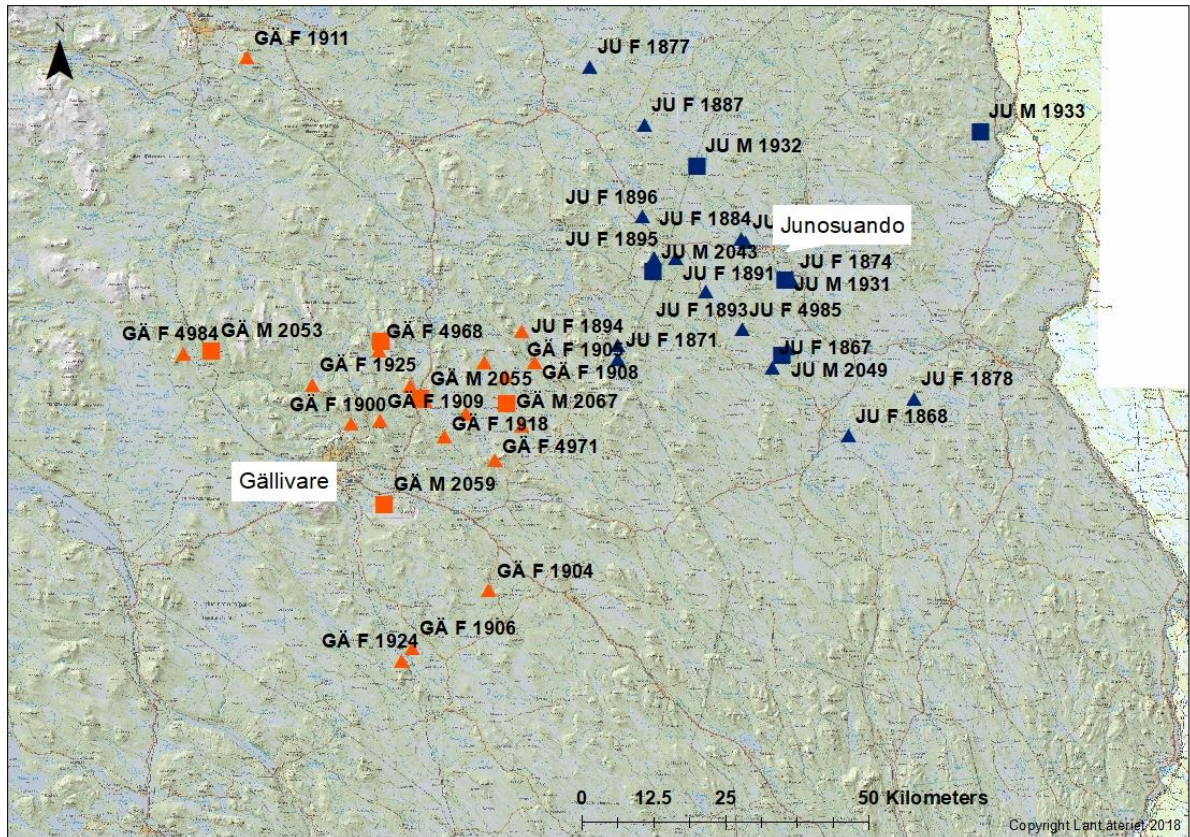 N
GÄ F 1911
JU F 1877
JU F 1887
JU M 1933
JU M 1932
JU F 1896
JU F 1884
JU
Junosuando
JU F 1895
JU M 2043
JU F 1874
JU F 1891
JU M 1931
JU F 1893
JU F 4985
GÄ F 4984
GÄ M 2053
GÄ F 4968
JU F 1894
JU F 1871
JU F 1867
GÄ F 1925
GÄ F 1908
JU M 2049
GÄ M 2055
GÄ F 1900
GÄ F 1909
GÄ M 2067
JU F 1878
GÄ F 1918
JU F 1868
GÄ F 4971
Gällivare
GÄ M 2059
GÄ F 1904
GÄ F 1906
GÄ F 1924
0 12.5 25 50 Kilometers
Copyright Lantmäteriet 2018